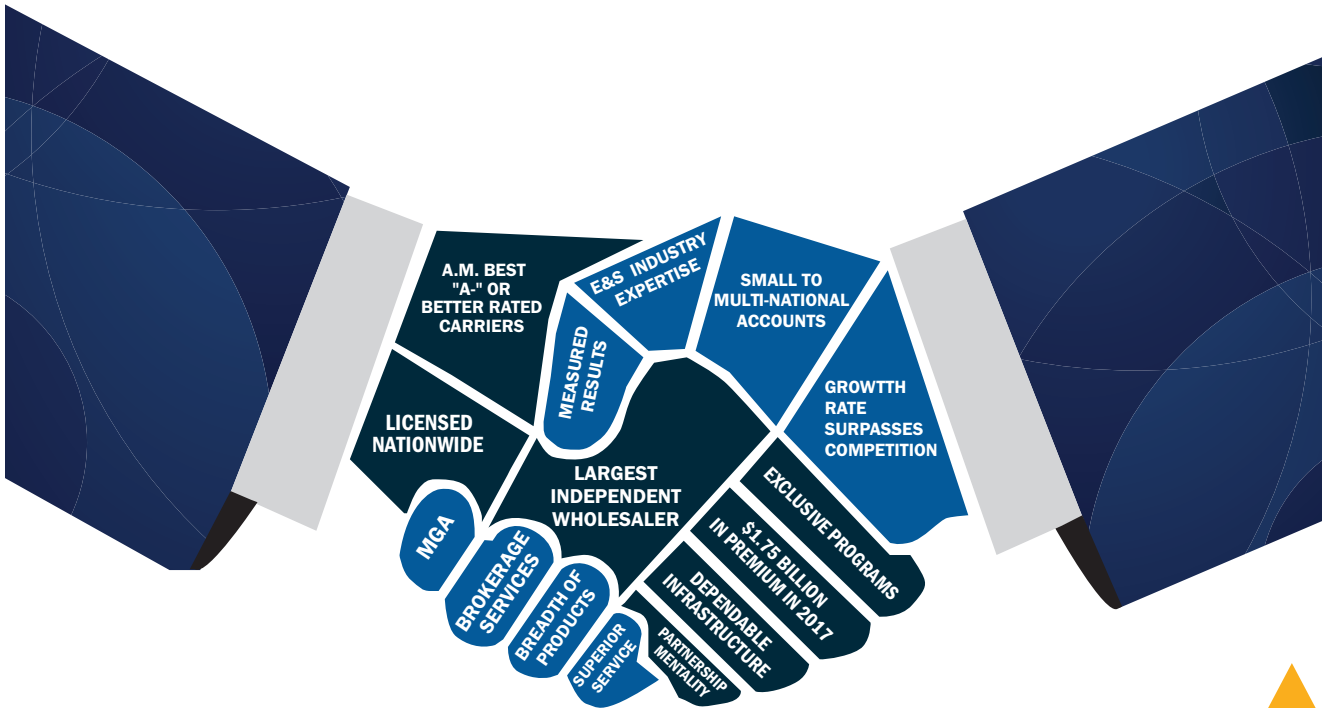 A.M. BEST
"A-" OR
BETTER RATED
CARRIERS
E&S INDUSTRY
EXPERTISE
SMALL TO
MULTI-NATIONAL
ACCOUNTS
MEASURED
RESULTS
GROWTTH
RATE
SURPASSES
COMPETITION
LICENSED
NATIONWIDE
LARGEST
INDEPENDENT
WHOLESALER
MGA
BROKERAGE
SERVICES
BREADTH OF
PRODUCTS
SUPERIOR
SERVICE
EXCLUSIVE PROGRAMS
$1.75 BILLION
IN PREMIUM IN 2017
DEPENDABLE
INFRASTRUCTURE
PARTNERSHIP
MENTALITY